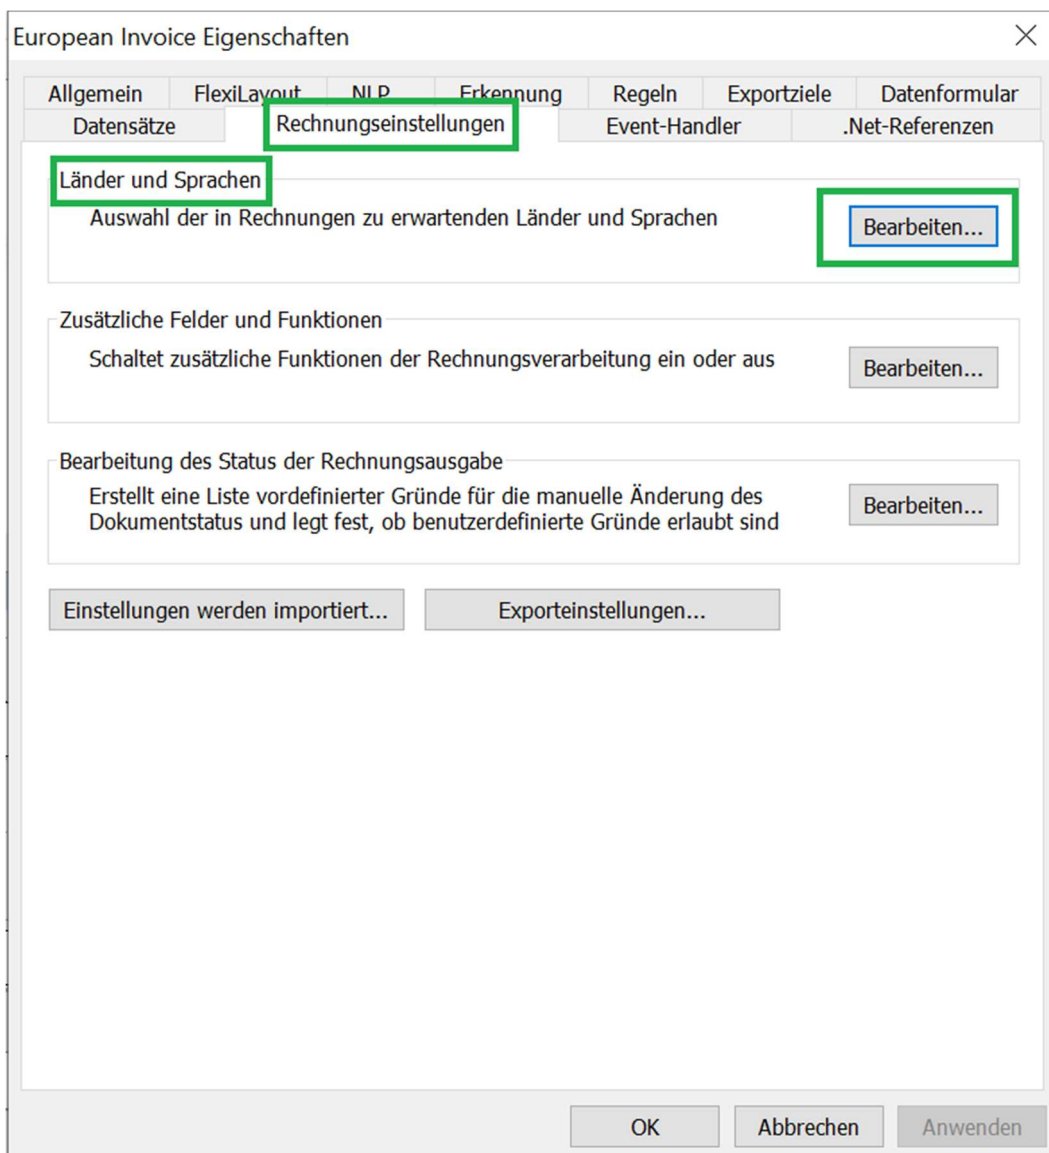 European Invoice Eigenschaften
Allgemein FlexiLayout NLP Erkennung Regeln Exportziele Datenformular
Datensätze Rechnungseinstellungen Event-Handler .Net-Referenzen
Länder und Sprachen
Auswahl der in Rechnungen zu erwartenden Länder und Sprachen Bearbeiten...
Zusätzliche Felder und Funktionen
Schaltet zusätzliche Funktionen der Rechnungsverarbeitung ein oder aus Bearbeiten...
Bearbeitung des Status der Rechnungsausgabe
Erstellt eine Liste vordefinierter Gründe für die manuelle Änderung des
Dokumentstatus und legt fest, ob benutzerdefinierte Gründe erlaubt sind Bearbeiten...
Einstellungen werden importiert... Exporteinstellungen...
OK Abbrechen Anwenden